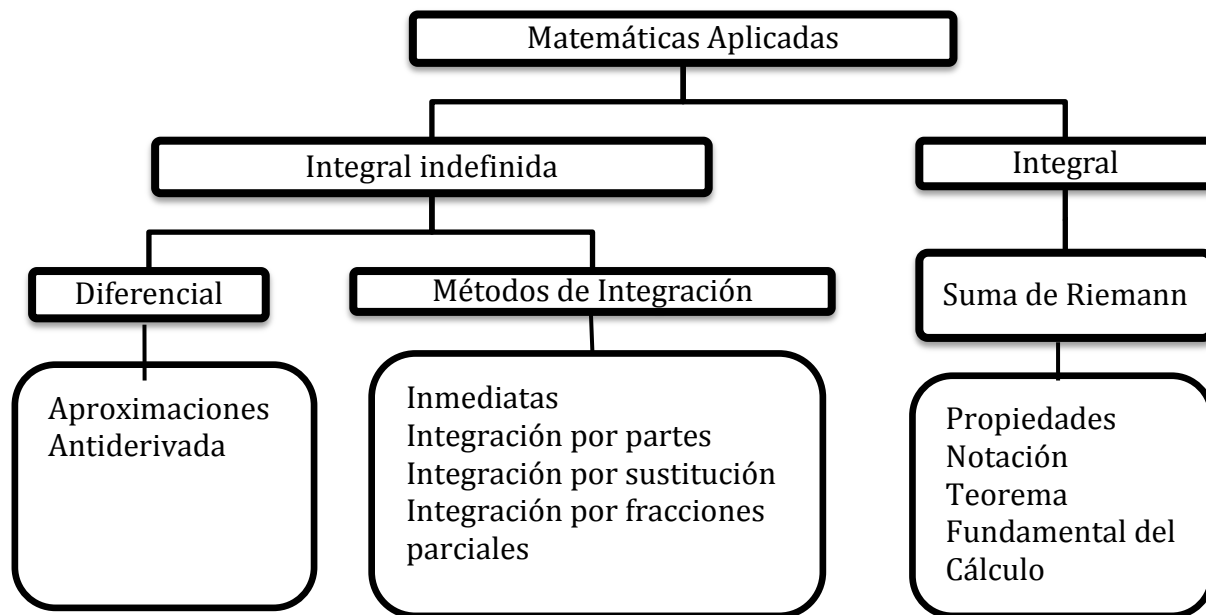 Matemáticas Aplicadas
Integral indefinida
Integral
Diferencial
Métodos de Integración
Suma de Riemann
Aproximaciones
Antiderivada
Inmediatas
Integración por partes
Integración por sustitución
Integración por fracciones
parciales
Propiedades
Notación
Teorema
Fundamental del
Cálculo